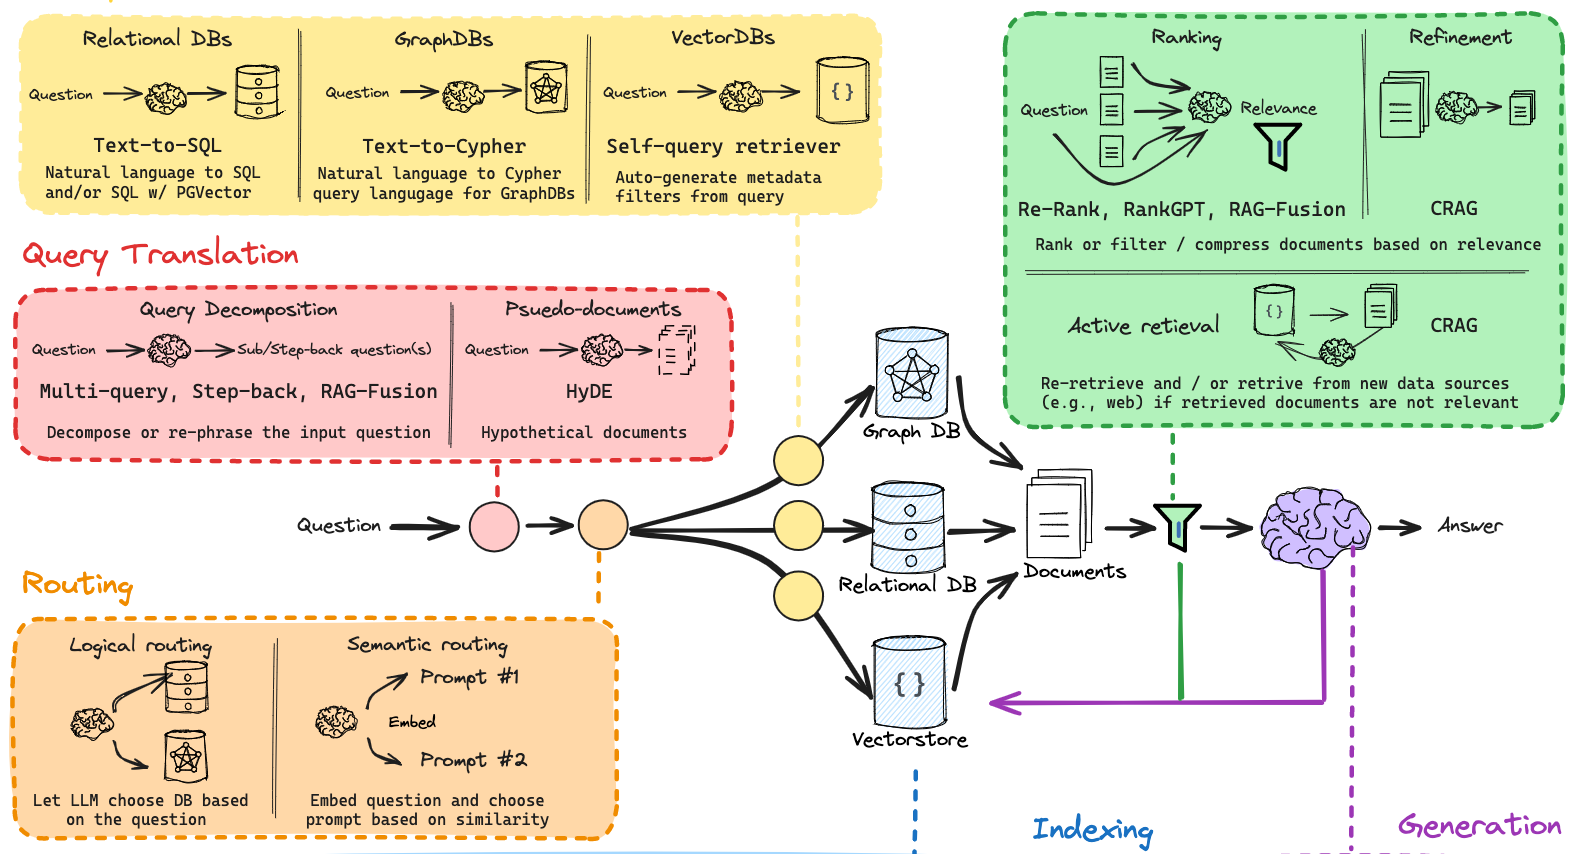 Relational DBs
Question
Text-to-SQL
Natural language to SQL
and/or SQL w/ PGVector
GraphDBs
Question
Text-to-Cypher
Natural language to Cypher
query langugage for GraphDBs
VectorDBs
Question
{}
Self-query retriever
Auto-generate metadata
filters from query
Ranking
Question
Relevance
Re-Rank, RankGPT, RAG-Fusion
Refinement
CRAG
Rank or filter / compress documents based on relevance
Active retieval
{}
CRAG
Re-retrieve and / or retrive from new data sources
(e.g., web) if retrieved documents are not relevant
Query Translation
Query Decomposition
Question
Sub/Step-back question(s)
Multi-query, Step-back, RAG-Fusion
Decompose or re-phrase the input question
Psuedo-documents
Question
HyDE
Hypothetical documents
Question
Graph DB
Relational DB
{}
Vectorstore
Documents
Answer
Routing
Logical routing
Let LLM choose DB based
on the question
Semantic routing
Prompt #1
Embed
Prompt #2
Embed question and choose
prompt based on similarity
Indexing
Generation